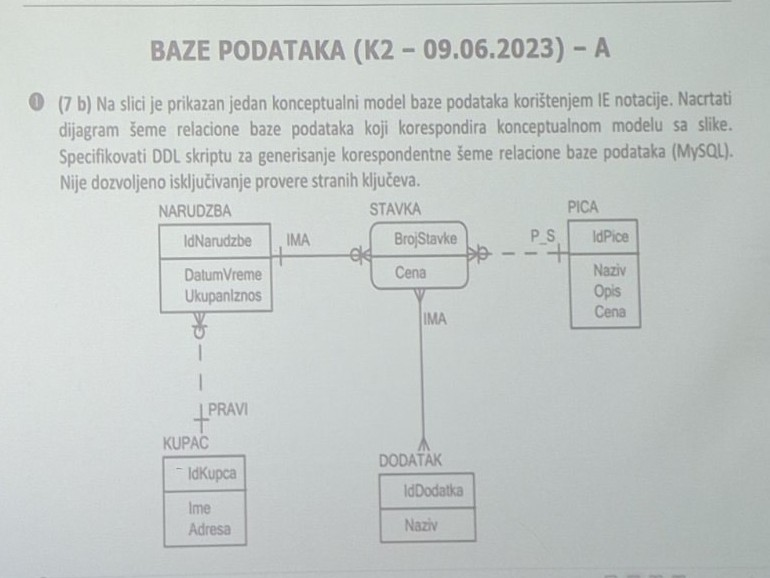 BAZE PODATAKA (K2 – 09.06.2023) – A
❶ (7 b) Na slici je prikazan jedan konceptualni model baze podataka korištenjem IE notacije. Nacrtati
dijagram šeme relacione baze podataka koji korespondira konceptualnom modelu sa slike.
Specifikovati DDL skriptu za generisanje korespondentne šeme relacione baze podataka (MySQL).
Nije dozvoljeno isključivanje provere stranih ključeva.
NARUDZBA
IdNarudzbe
DatumVreme
UkupanIznos
IMA
STAVKA
BrojStavke
Cena
P_S
PICA
IdPice
Naziv
Opis
Cena
IMA
PRAVI
KUPAC
IdKupca
Ime
Adresa
DODATAK
IdDodatka
Naziv